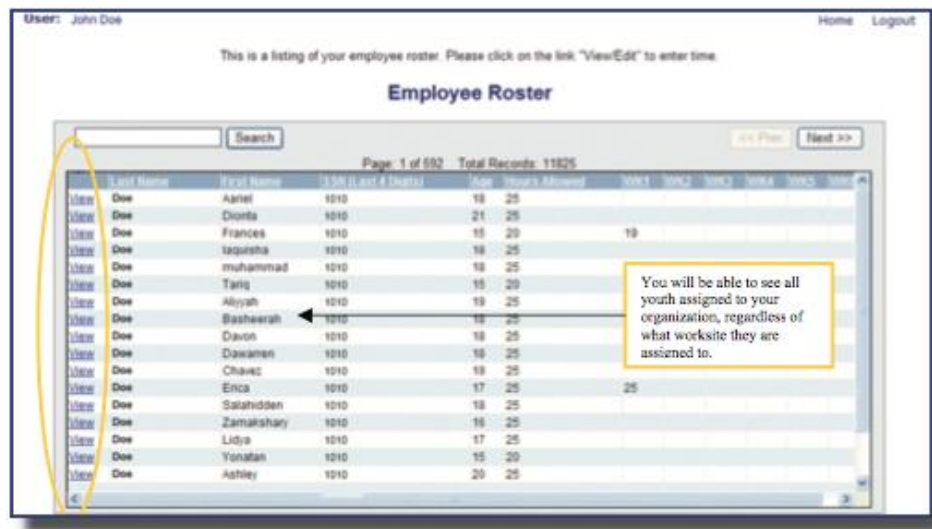 User: John Doe Home Logout
This is a listing of your employee roster. Please click on the link "View/Edit" to enter time.
Employee Roster
Search << Prev Next >>
Page: 1 of 592 Total Records: 11825
Last Name First Name SSN (Last 4 Digits) Age Hours Allowed WK1 WK2 WK3 WK4 WK5
View Doe Aariel 1010 18 25
View Doe Dionta 1010 21 25
View Doe Frances 1010 15 20 19
View Doe Iaquisha 1010 18 25
View Doe muhammad 1010 18 25
View Doe Tariq 1010 15 20
View Doe Aliyyah 1010 19 25
View Doe Basheerah 1010 18 25
View Doe Davon 1010 18 25
View Doe Dawarren 1010 18 25
View Doe Chavez 1010 19 25
View Doe Erica 1010 17 25 25
View Doe Salahidden 1010 18 25
View Doe Zamakshary 1010 16 25
View Doe Lidya 1010 17 25
View Doe Yonatan 1010 15 20
View Doe Ashley 1010 20 25
You will be able to see all
youth assigned to your
organization, regardless of
what worksite they are
assigned to.